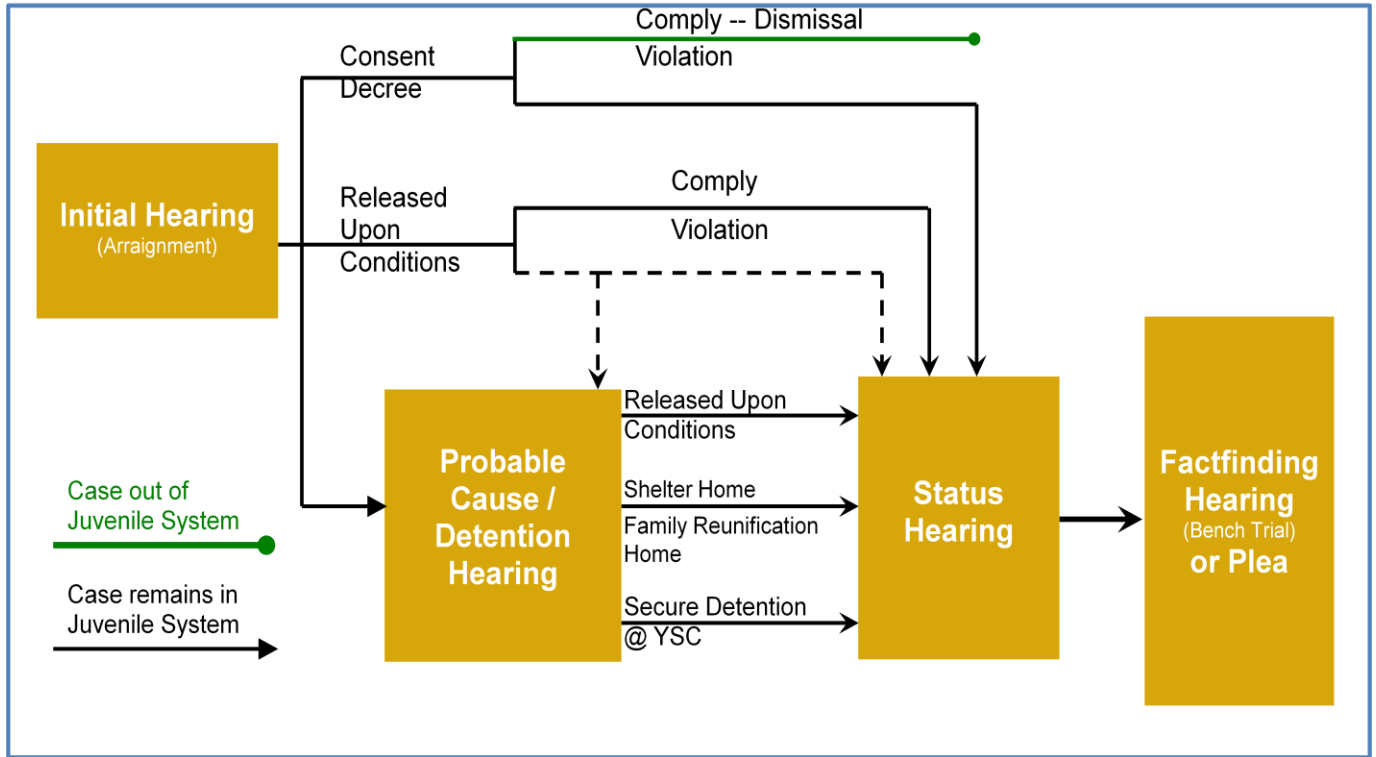 Comply -- Dismissal
Consent
Decree
Violation
Initial Hearing
(Arraignment)
Released
Upon
Conditions
Comply
Violation
Probable
Cause /
Detention
Hearing
Released Upon
Conditions
Shelter Home
Family Reunification
Home
Secure Detention
@ YSC
Status
Hearing
Factfinding
Hearing
(Bench Trial)
or Plea
Case out of
Juvenile System
Case remains in
Juvenile System